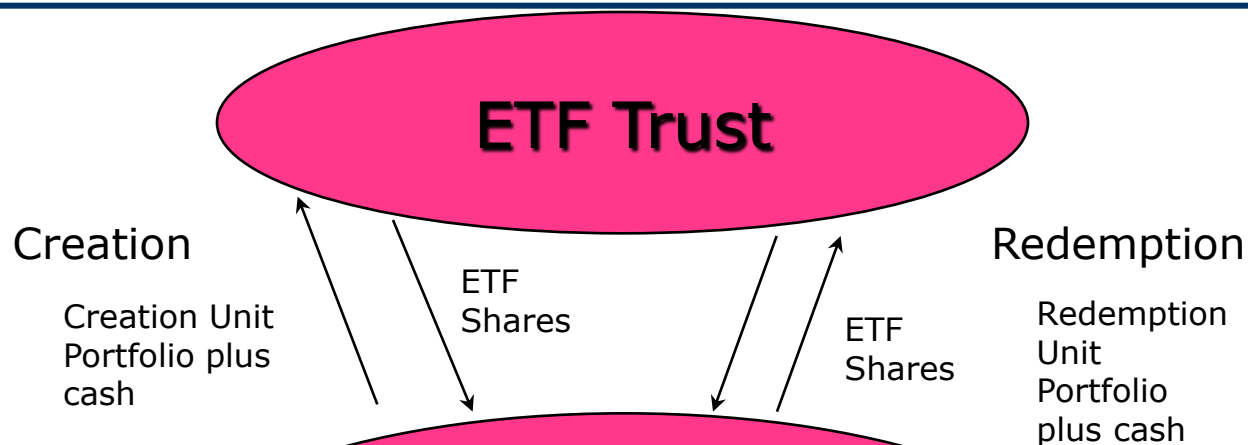 ETF Trust
Creation
Creation Unit
Portfolio plus
cash
ETF
Shares
ETF
Shares
Redemption
Redemption
Unit
Portfolio
plus cash